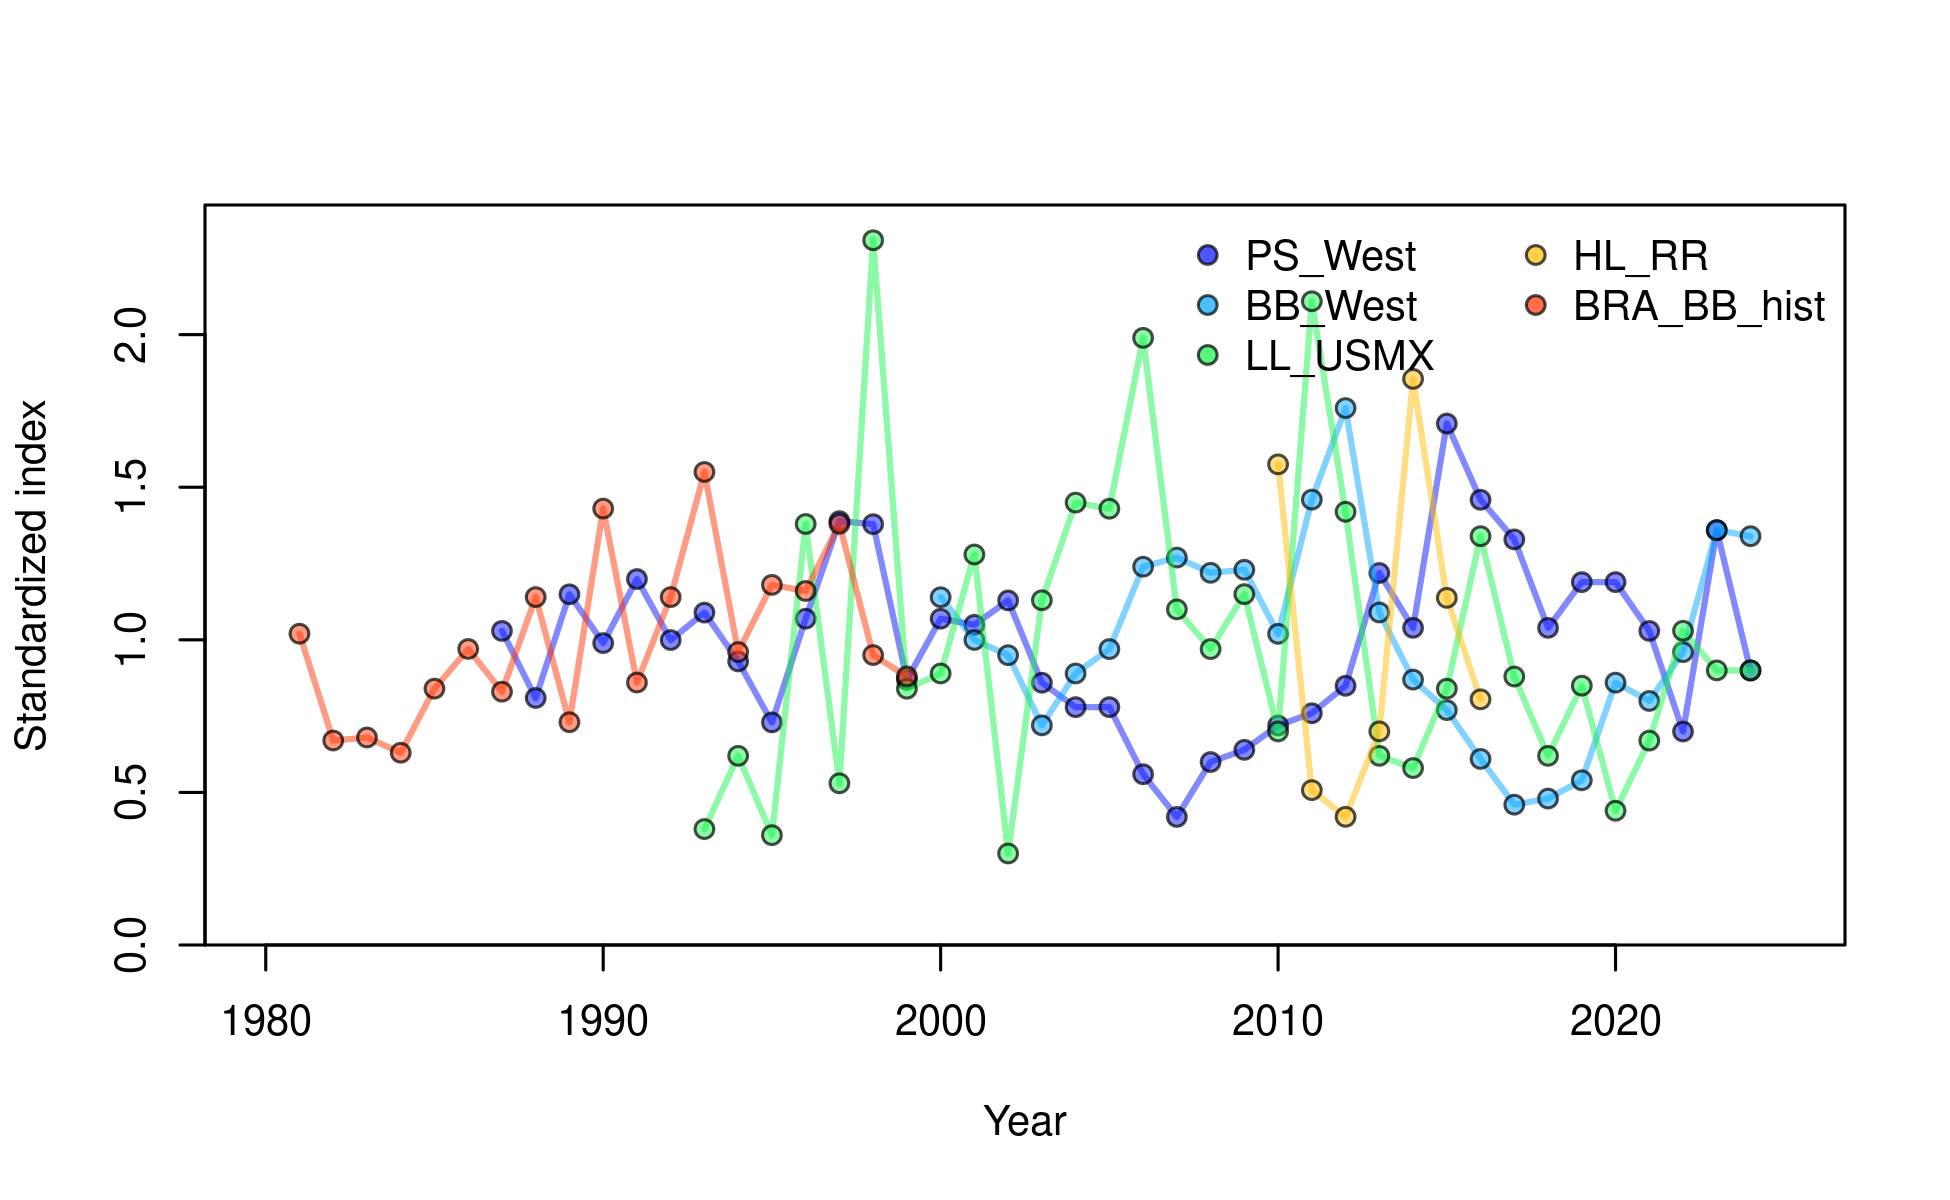 PS_West
BB_West
LL_USMX
HL_RR
BRA_BB_hist
Standardized index
2.0
1.5
1.0
0.5
0.0
1980 1990 2000 2010 2020
Year